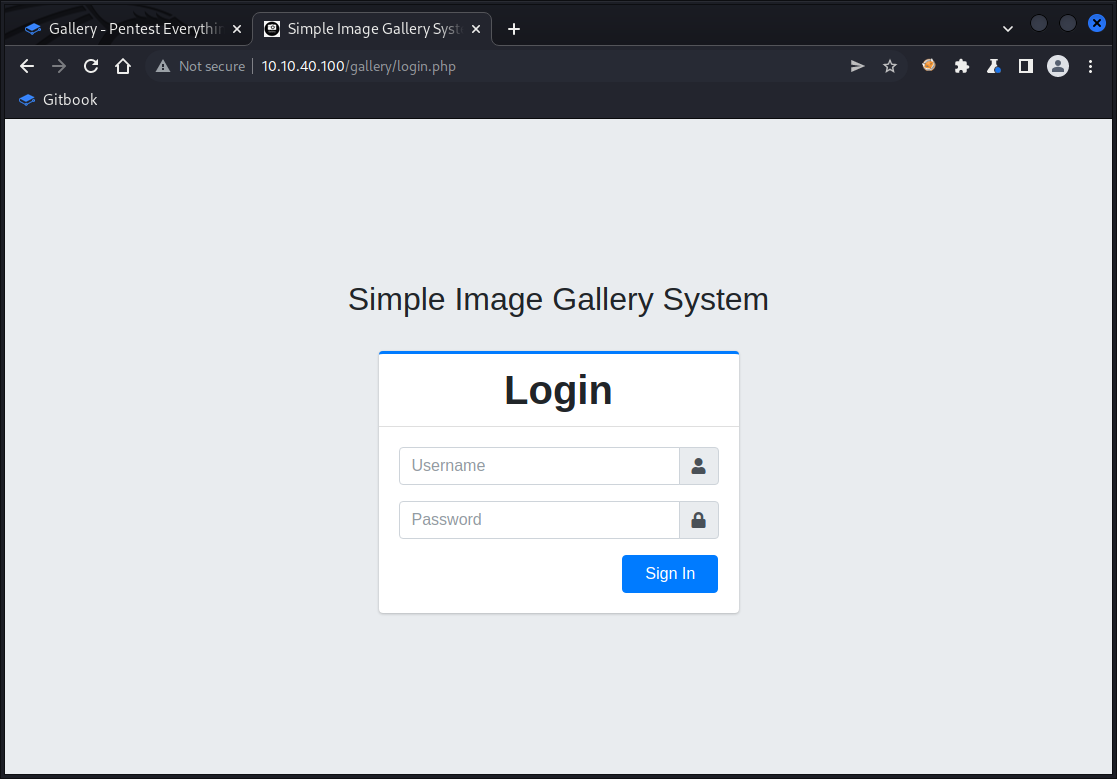 Gallery - Pentest Everythin
Simple Image Gallery Syst
Not secure
10.10.40.100/gallery/login.php
Gitbook
Simple Image Gallery System
Login
Username
Password
Sign In